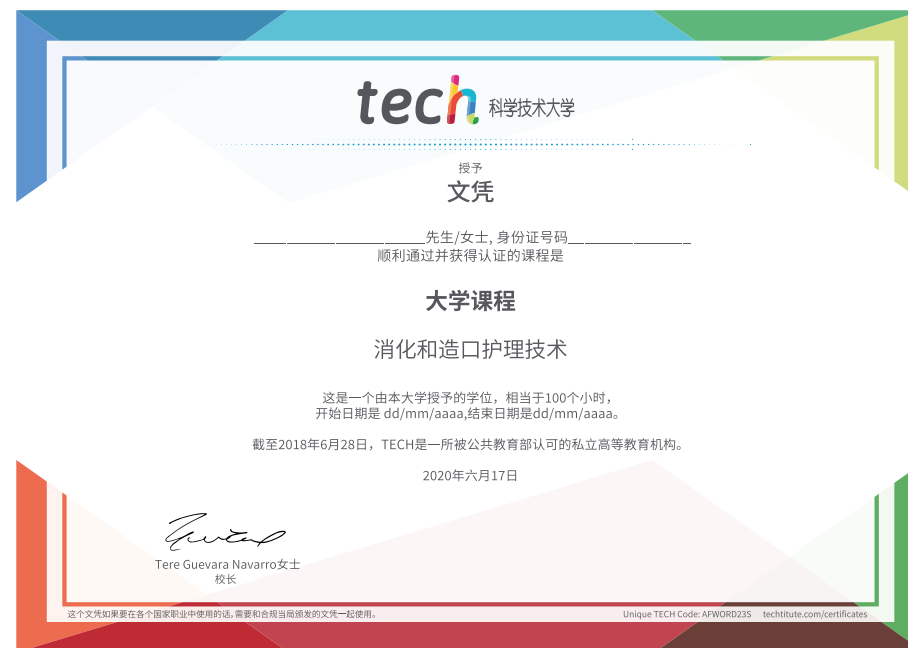 tech 科学技术大学
授予
文凭
______________________先生/女士, 身份证号码________________
顺利通过并获得认证的课程是
大学课程
消化和造口护理技术
这是一个由本大学授予的学位，相当于100个小时，
开始日期是 dd/mm/aaaa,结束日期是dd/mm/aaaa。
截至2018年6月28日，TECH是一所被公共教育部认可的私立高等教育机构。
2020年六月17日
Tere Guevara Navarro女士
校长
这个文凭如果要在各个国家职业中使用的话,需要和合规当局颁发的文凭一起使用。
Unique TECH Code: AFWORD23S techtitute.com/certificates